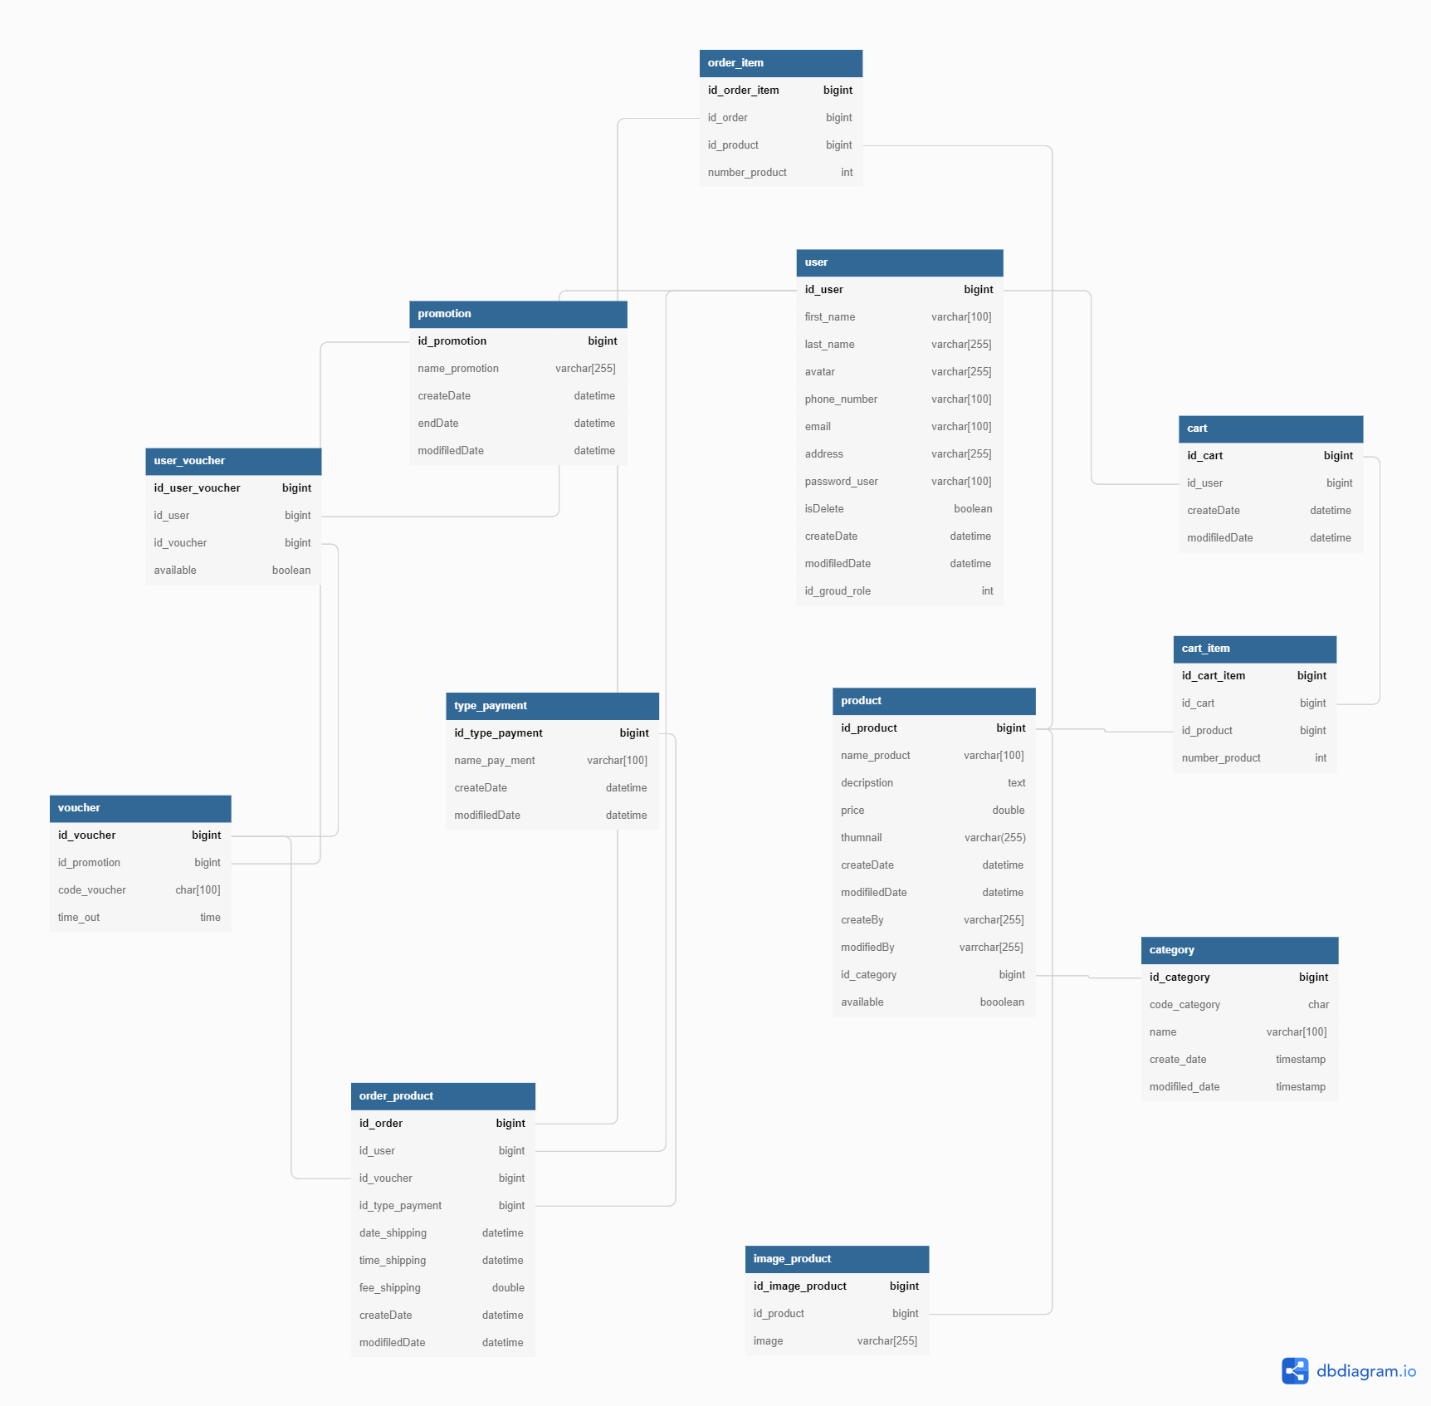 order_item
id_order_item bigint
id_order bigint
id_product bigint
number_product int
user
id_user bigint
first_name varchar[100]
last_name varchar[255]
avatar varchar[255]
phone_number varchar[100]
email varchar[100]
address varchar[255]
password_user varchar[100]
isDelete boolean
createDate datetime
modifiledDate datetime
id_groud_role int
promotion
id_promotion bigint
name_promotion varchar[255]
createDate datetime
endDate datetime
modifiledDate datetime
cart
id_cart bigint
id_user bigint
createDate datetime
modifiledDate datetime
user_voucher
id_user_voucher bigint
id_user bigint
id_voucher bigint
available boolean
cart_item
id_cart_item bigint
id_cart bigint
id_product bigint
number_product int
type_payment
id_type_payment bigint
name_pay_ment varchar[100]
createDate datetime
modifiledDate datetime
product
id_product bigint
name_product varchar[100]
decripstion text
price double
thumnail varchar(255)
createDate datetime
modifiledDate datetime
createBy varchar[255]
modifiedBy varrchar[255]
id_category bigint
available booolean
voucher
id_voucher bigint
id_promotion bigint
code_voucher char[100]
time_out time
category
id_category bigint
code_category char
name varchar[100]
create_date timestamp
modifiled_date timestamp
order_product
id_order bigint
id_user bigint
id_voucher bigint
id_type_payment bigint
date_shipping datetime
time_shipping datetime
fee_shipping double
createDate datetime
modifiledDate datetime
image_product
id_image_product bigint
id_product bigint
image varchar[255]
dbdiagram.io